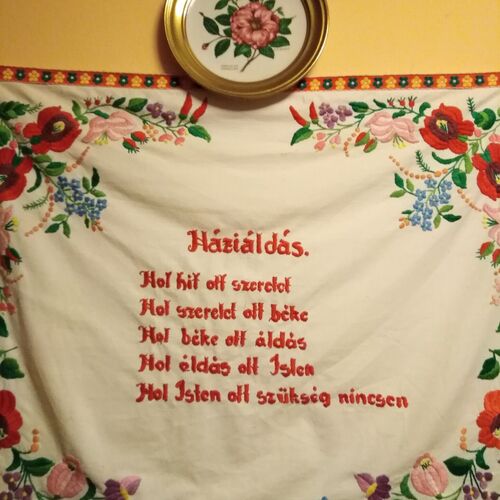 Háziáldás.
Hol hit ott szeretet
Hol szeretet ott béke
Hol béke ott áldás
Hol áldás ott Isten
Hol Isten ott szükség nincsen